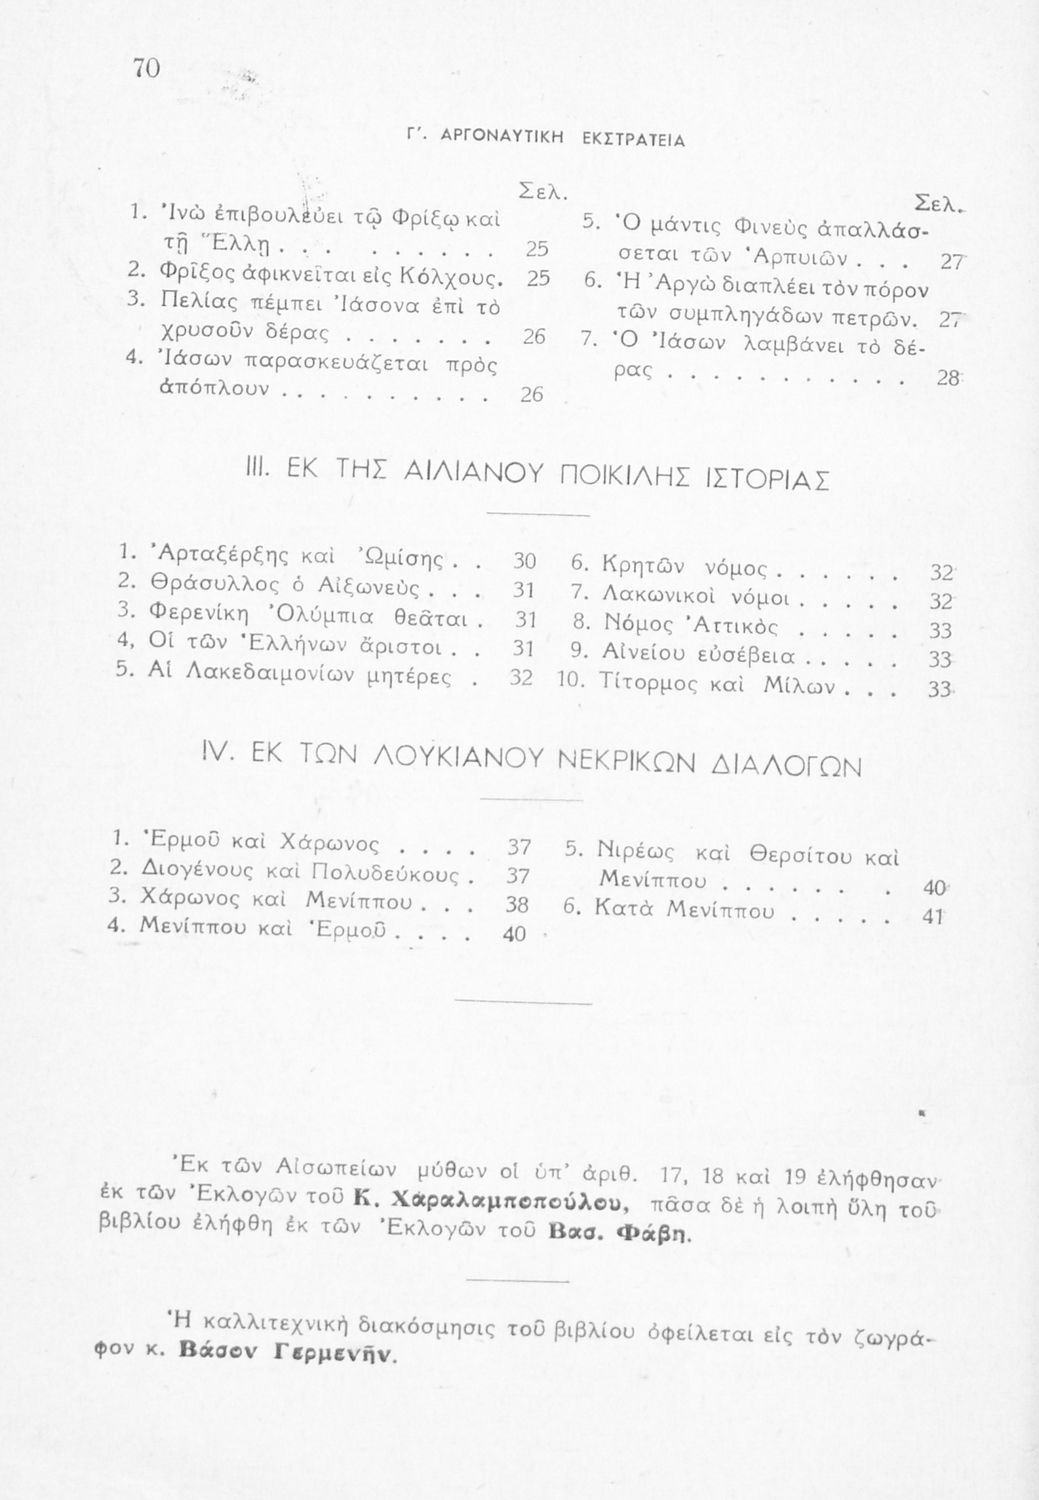 70
Γ΄. ΑΡΓΟΝΑΥΤΙΚΗ ΕΚΣΤΡΑΤΕΙΑ
Σελ.
1. Ἰνὼ ἐπιβουλεύει τῷ Φρίξῳ καὶ
τῇ Ἕλλῃ . . . . . . . . . . 25
2. Φρῖξος ἀφικνεῖται εἰς Κόλχους. 25
3. Πελίας πέμπει Ἰάσονα ἐπὶ τὸ
χρυσοῦν δέρας . . . . . . . 26
4. Ἰάσων παρασκευάζεται πρὸς
ἀπόπλουν . . . . . . . . . 26
Σελ.
5. Ὁ μάντις Φινεὺς ἀπαλλάσ-
σεται τῶν Ἁρπυιῶν . . . 27
6. Ἡ Ἀργὼ διαπλέει τὸν πόρον
τῶν συμπληγάδων πετρῶν. 27
7. Ὁ Ἰάσων λαμβάνει τὸ δέ-
ρας . . . . . . . . . . . 28
III. ΕΚ ΤΗΣ ΑΙΛΙΑΝΟΥ ΠΟΙΚΙΛΗΣ ΙΣΤΟΡΙΑΣ
1. Ἀρταξέρξης καὶ Ὠμίσης . . 30
2. Θράσυλλος ὁ Αἰξωνεὺς . . . 31
3. Φερενίκη Ὀλύμπια θεᾶται . 31
4, Οἱ τῶν Ἑλλήνων ἄριστοι . . 31
5. Αἱ Λακεδαιμονίων μητέρες . 32
6. Κρητῶν νόμος . . . . . . 32
7. Λακωνικοὶ νόμοι . . . . . 32
8. Νόμος Ἀττικὸς . . . . . 33
9. Αἰνείου εὐσέβεια . . . . . 33
10. Τίτορμος καὶ Μίλων . . . 33
IV. ΕΚ ΤΩΝ ΛΟΥΚΙΑΝΟΥ ΝΕΚΡΙΚΩΝ ΔΙΑΛΟΓΩΝ
1. Ἑρμοῦ καὶ Χάρωνος . . . . 37
2. Διογένους καὶ Πολυδεύκους . 37
3. Χάρωνος καὶ Μενίππου . . . 38
4. Μενίππου καὶ Ἑρμοῦ . . . . 40
5. Νιρέως καὶ Θερσίτου καὶ
Μενίππου . . . . . . . 40
6. Κατὰ Μενίππου . . . . . 41
Ἐκ τῶν Αἰσωπείων μύθων οἱ ὑπ’ ἀριθ. 17, 18 καὶ 19 ἐλήφθησαν
ἐκ τῶν Ἐκλογῶν τοῦ Κ. Χαραλαμποπούλου, πᾶσα δὲ ἡ λοιπὴ ὕλη τοῦ
βιβλίου ἐλήφθη ἐκ τῶν Ἐκλογῶν τοῦ Βασ. Φάβη.
Ἡ καλλιτεχνικὴ διακόσμησις τοῦ βιβλίου ὀφείλεται εἰς τὸν ζωγρά-
φον κ. Βάσον Γερμενῆν.